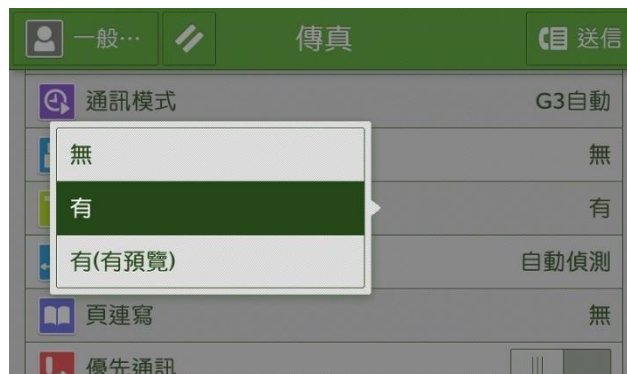 一般… 傳真 送信
通訊模式 G3自動
無 無
有 有
有(有預覽) 自動偵測
頁連寫 無
優先通訊